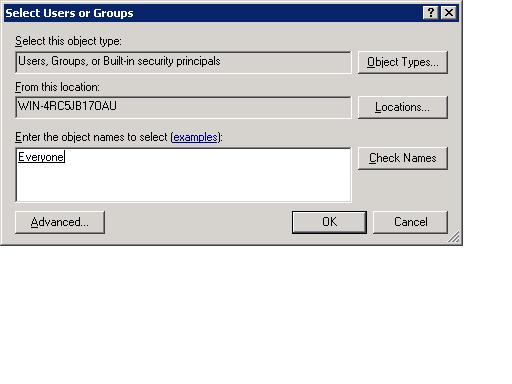 Select Users or Groups
Select this object type:
Users, Groups, or Built-in security principals
Object Types...
From this location:
WIN-4RC5JB17OAU
Locations...
Enter the object names to select (examples):
Everyone
Check Names
Advanced...
OK
Cancel